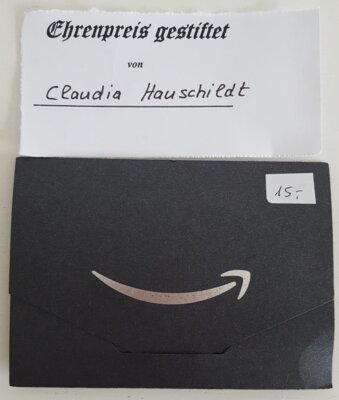 Ehrenpreis gestiftet
von
Claudia Hauschildt
15,-